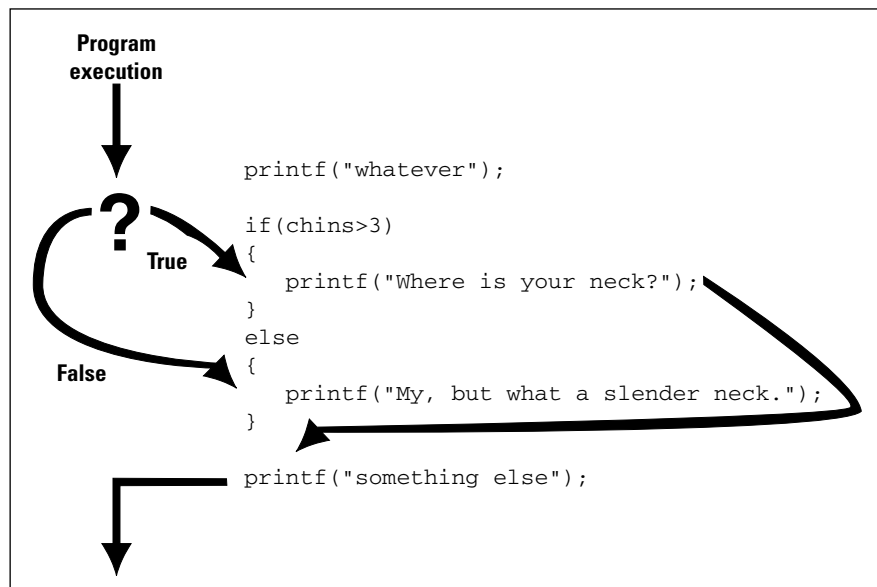 Program
execution
printf("whatever");
?
if(chins>3)
{
True
printf("Where is your neck?");
}
else
{
False
printf("My, but what a slender neck.");
}
printf("something else");